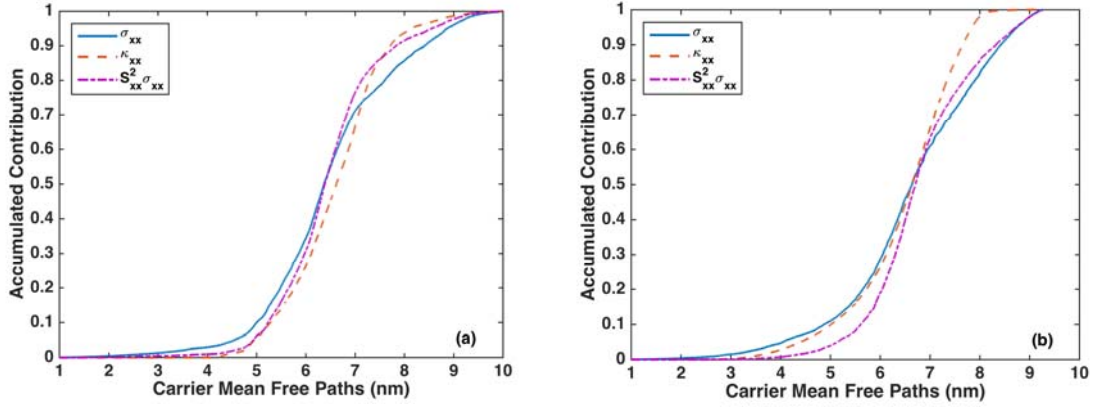 1
0.9
0.8
0.7
0.6
0.5
0.4
0.3
0.2
0.1
0
σxx
κxx
S²xxσxx
Accumulated Contribution
(a)
1 2 3 4 5 6 7 8 9 10
Carrier Mean Free Paths (nm)
1
0.9
0.8
0.7
0.6
0.5
0.4
0.3
0.2
0.1
0
σxx
κxx
S²xxσxx
Accumulated Contribution
(b)
1 2 3 4 5 6 7 8 9 10
Carrier Mean Free Paths (nm)